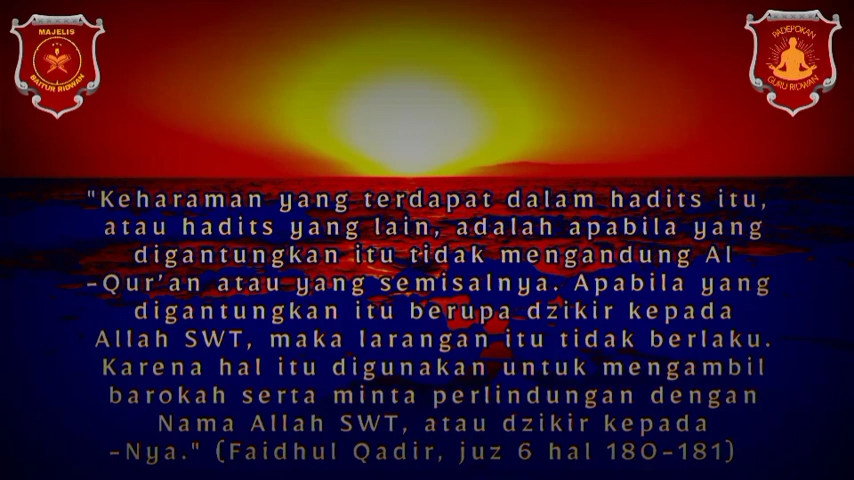 MAJELIS
BAITUR RIDWAN
PADEPOKAN
GURU RIDWAN
"Keharaman yang terdapat dalam hadits itu,
atau hadits yang lain, adalah apabila yang
digantungkan itu tidak mengandung Al
-Qur'an atau yang semisalnya. Apabila yang
digantungkan itu berupa dzikir kepada
Allah SWT, maka larangan itu tidak berlaku.
Karena hal itu digunakan untuk mengambil
barokah serta minta perlindungan dengan
Nama Allah SWT, atau dzikir kepada
-Nya." (Faidhul Qadir, juz 6 hal 180-181)